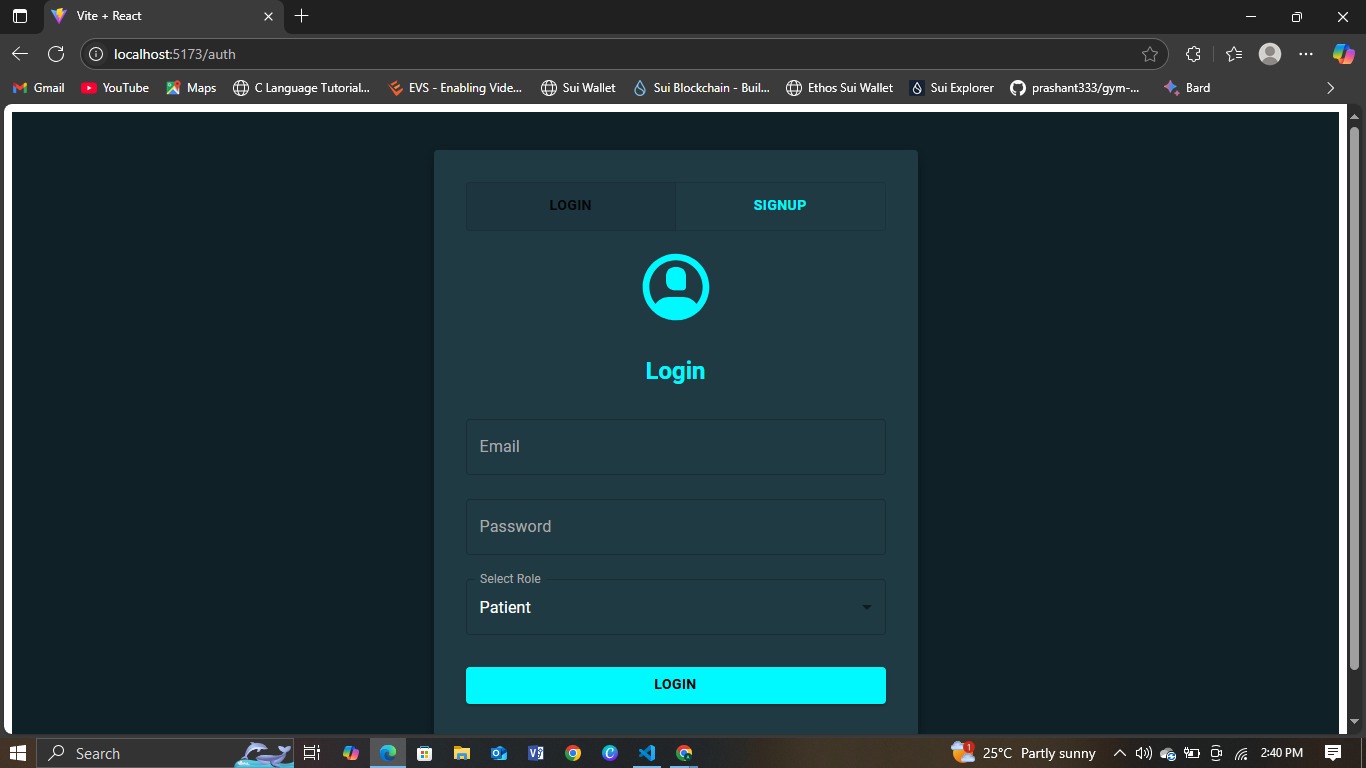 Vite + React
localhost:5173/auth
Gmail YouTube Maps C Language Tutorial... EVS - Enabling Vide... Sui Wallet Sui Blockchain - Buil... Ethos Sui Wallet Sui Explorer prashant333/gym-... Bard
LOGIN SIGNUP
Login
Email
Password
Select Role
Patient
LOGIN
Search 1 25°C Partly sunny 2:40 PM